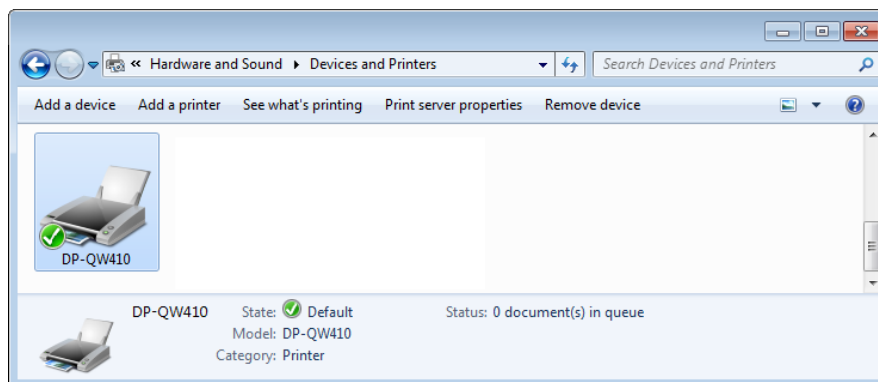 « Hardware and Sound ▸ Devices and Printers
Search Devices and Printers
Add a device Add a printer See what's printing Print server properties Remove device
DP-QW410
DP-QW410 State: Default Status: 0 document(s) in queue
Model: DP-QW410
Category: Printer